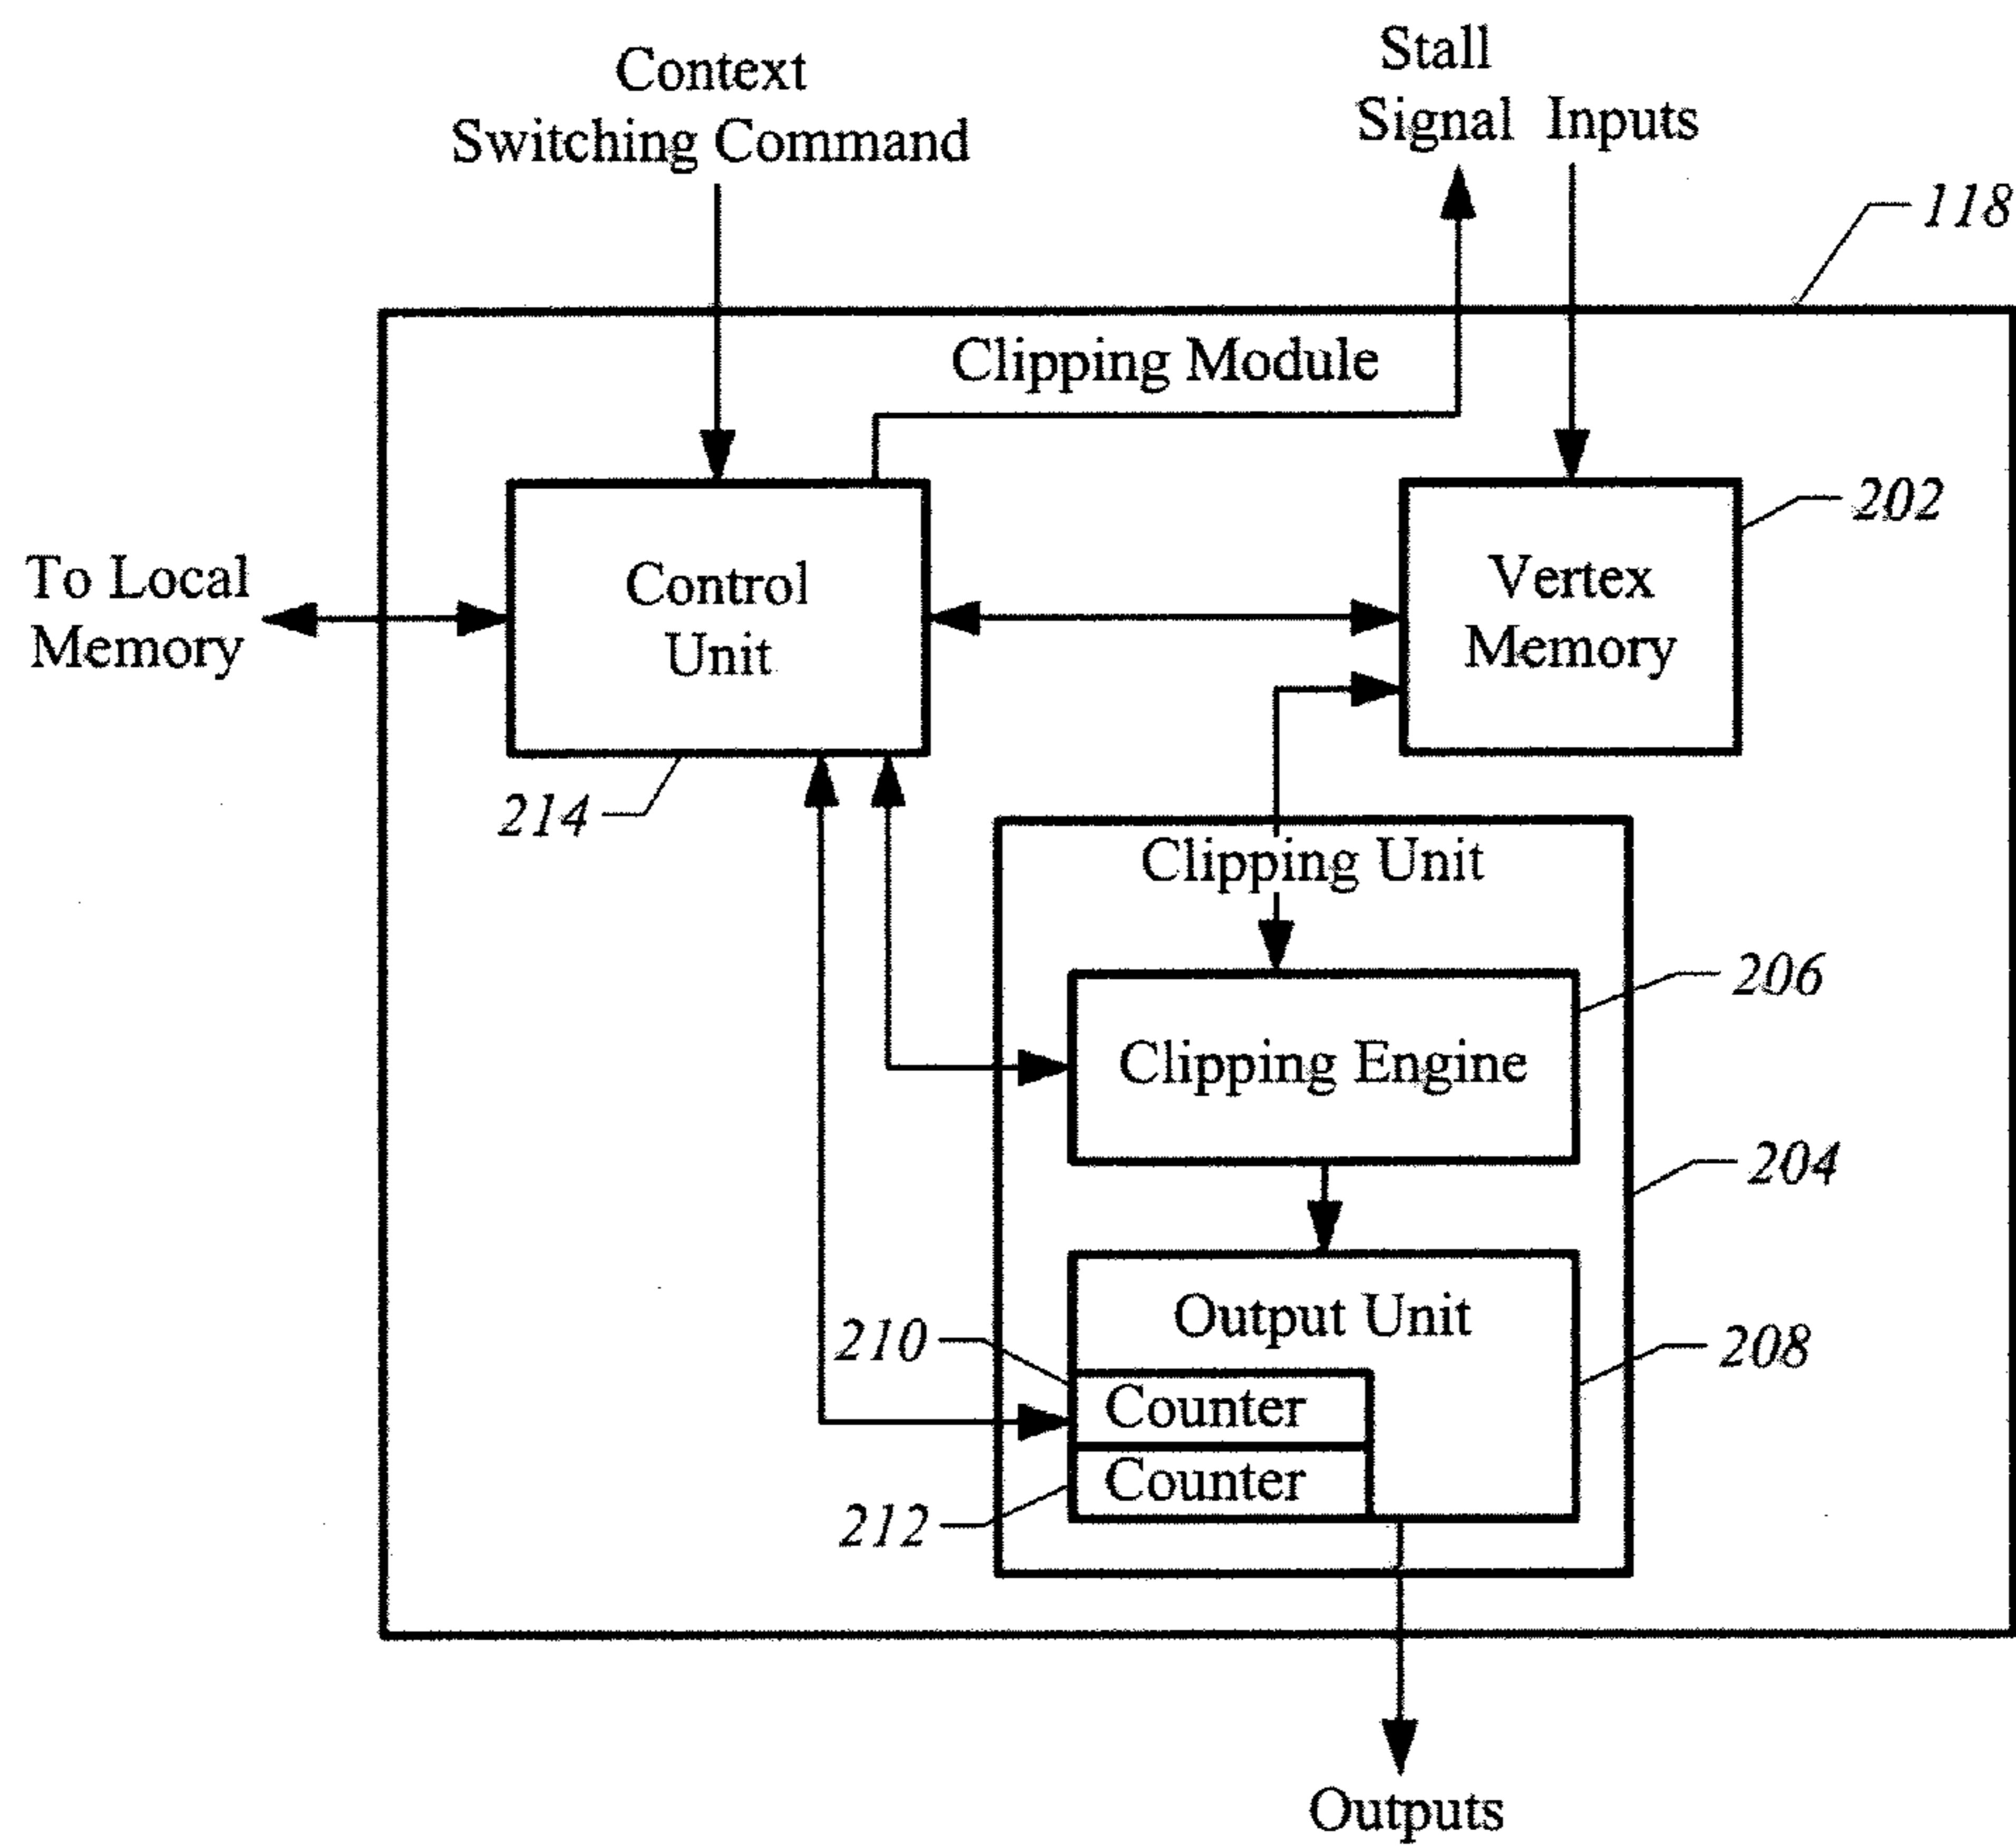 Context
Switching Command
Stall
Signal Inputs
118
Clipping Module
202
To Local
Memory
Control
Unit
Vertex
Memory
214
Clipping Unit
206
Clipping Engine
204
Output Unit
210
208
Counter
Counter
212
Outputs